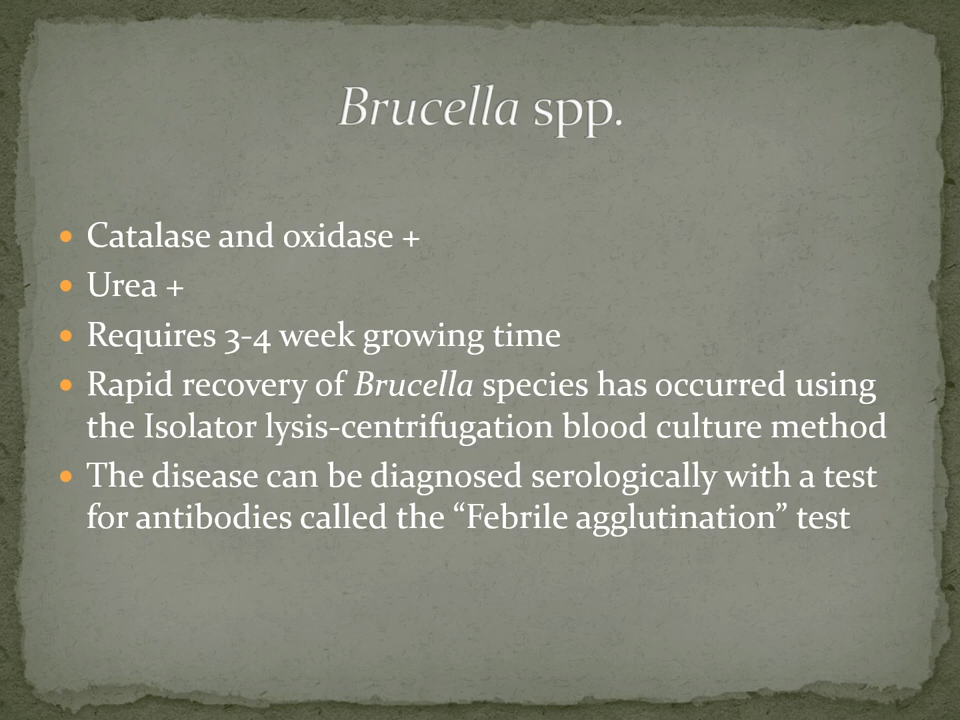 Brucella spp.
• Catalase and oxidase +
• Urea +
• Requires 3-4 week growing time
• Rapid recovery of Brucella species has occurred using
the Isolator lysis-centrifugation blood culture method
• The disease can be diagnosed serologically with a test
for antibodies called the “Febrile agglutination” test